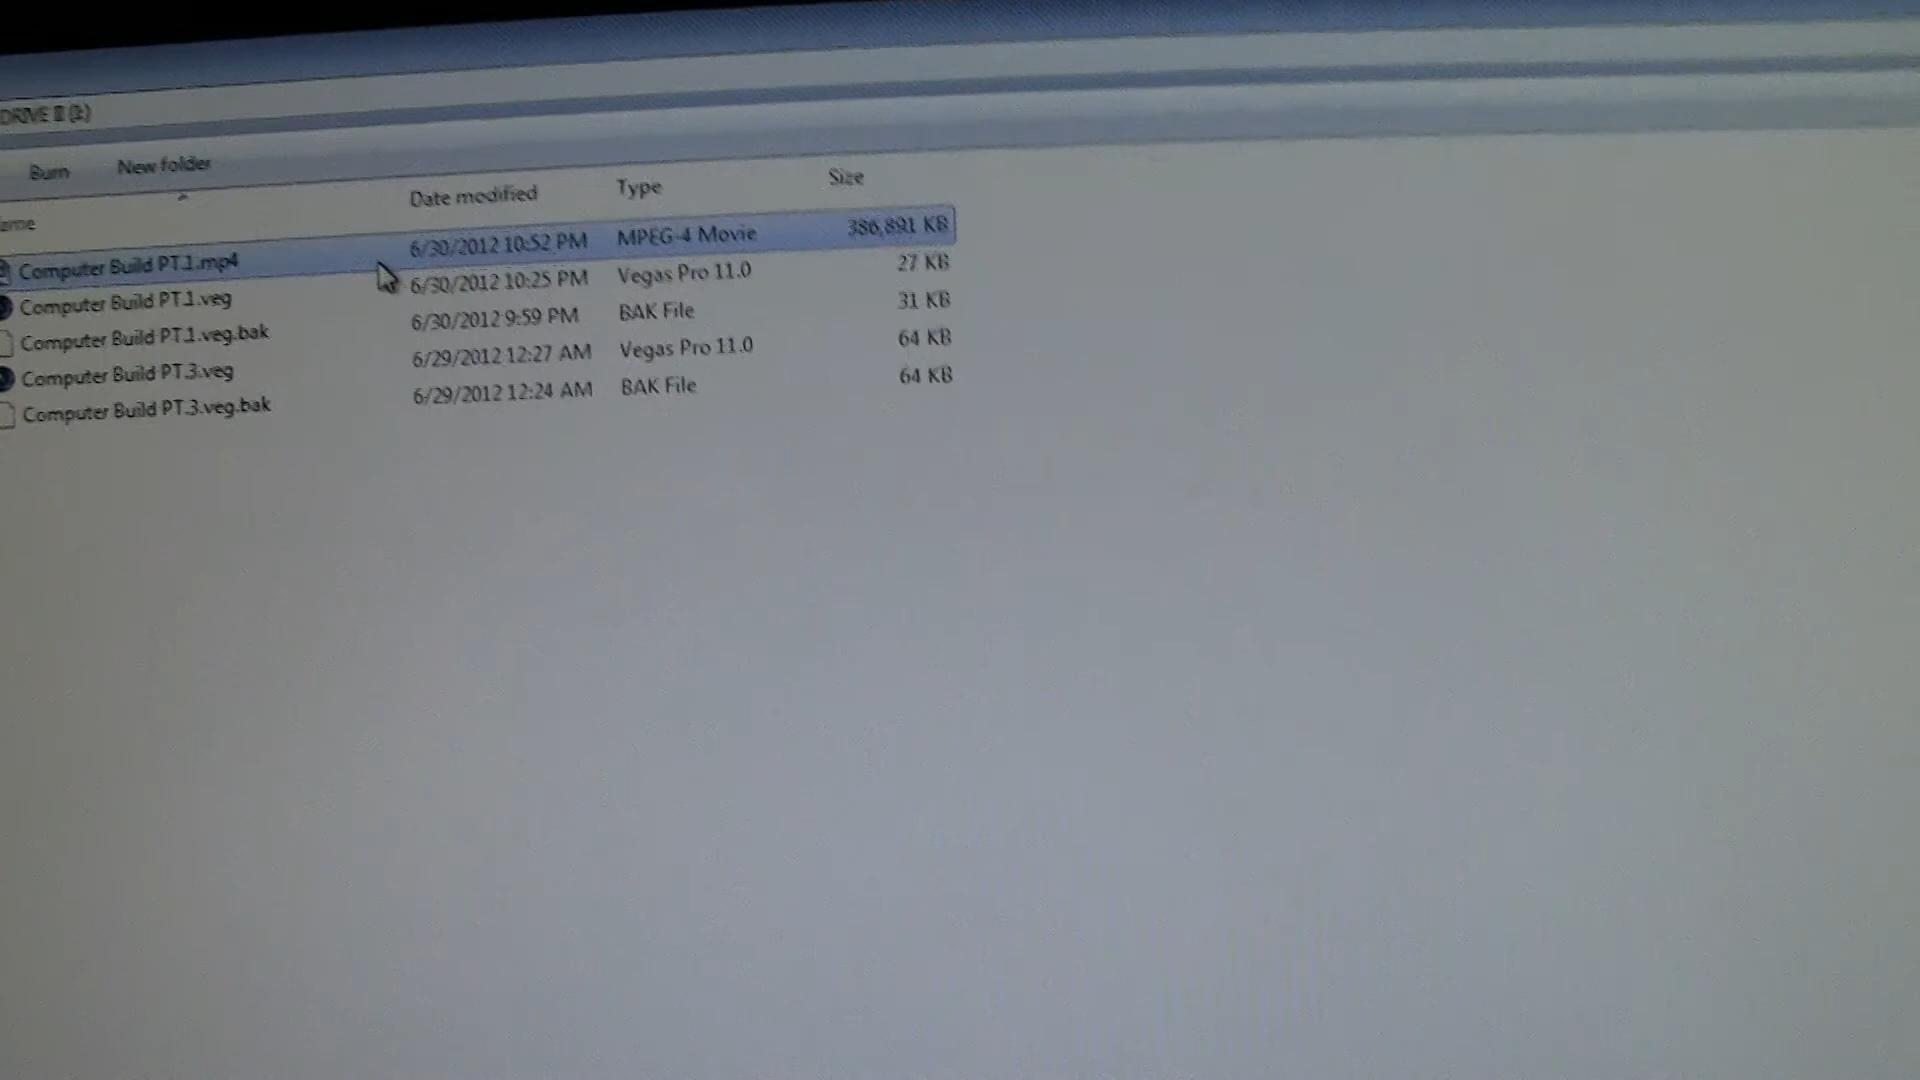 Burn New folder
Date modified Type Size
Computer Build PT.1.mp4 6/30/2012 10:52 PM MPEG-4 Movie 386,891 KB
Computer Build PT.1.veg 6/30/2012 10:25 PM Vegas Pro 11.0 27 KB
Computer Build PT.1.veg.bak 6/30/2012 9:59 PM BAK File 31 KB
Computer Build PT.3.veg 6/29/2012 12:27 AM Vegas Pro 11.0 64 KB
Computer Build PT.3.veg.bak 6/29/2012 12:24 AM BAK File 64 KB